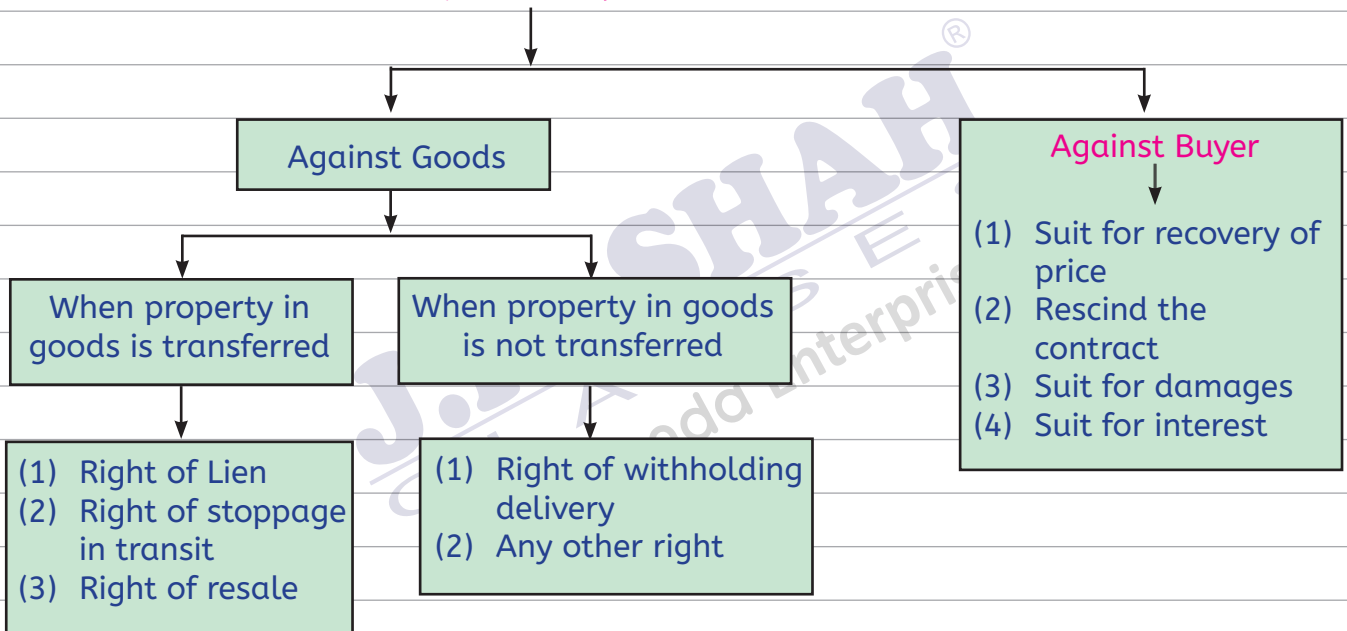 Against Goods
Against Buyer
(1) Suit for recovery of
price
(2) Rescind the
contract
(3) Suit for damages
(4) Suit for interest
When property in
goods is transferred
When property in goods
is not transferred
(1) Right of Lien
(2) Right of stoppage
in transit
(3) Right of resale
(1) Right of withholding
delivery
(2) Any other right
SHAH
®